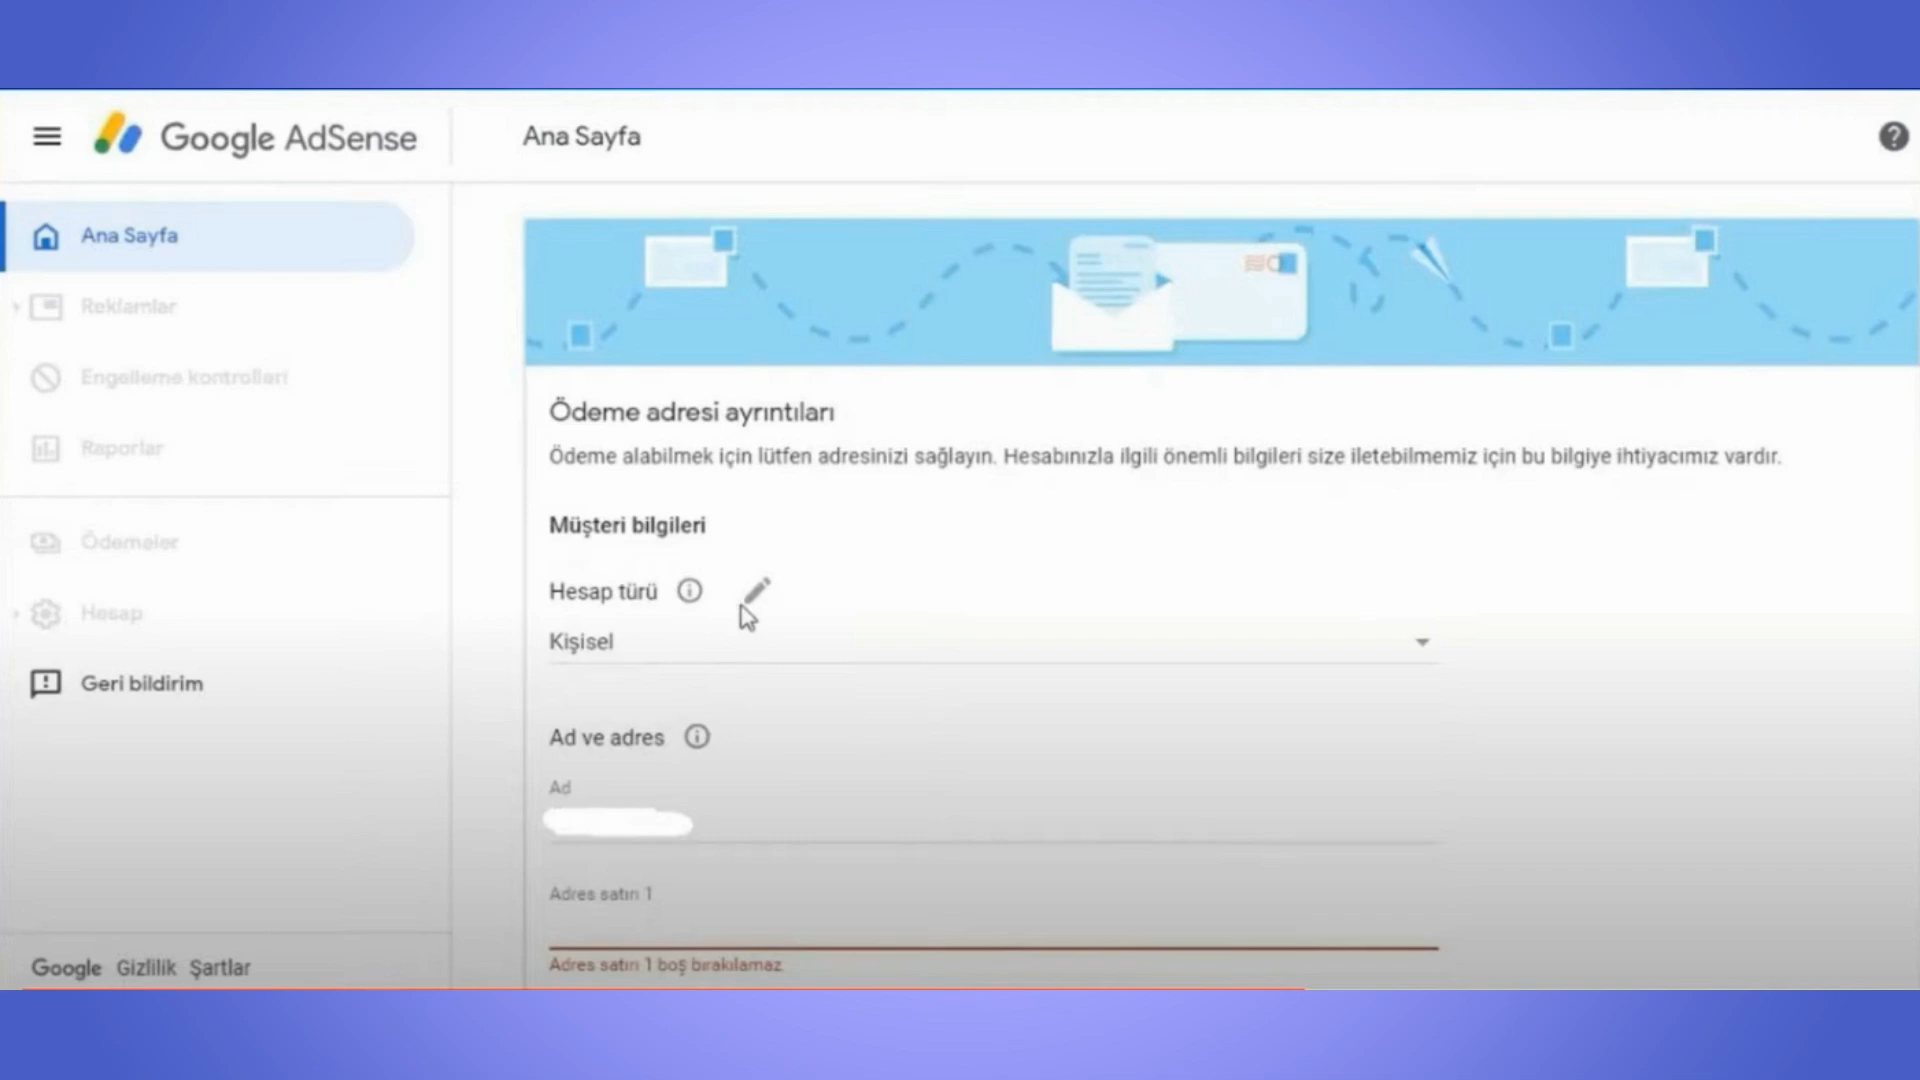 Google AdSense
Ana Sayfa
Ana Sayfa
Reklamlar
Engelleme kontrolleri
Raporlar
Ödemeler
Hesap
Geri bildirim
Google Gizlilik Şartlar
Ödeme adresi ayrıntıları
Ödeme alabilmek için lütfen adresinizi sağlayın. Hesabınızla ilgili önemli bilgileri size iletebilmemiz için bu bilgiye ihtiyacımız vardır.
Müşteri bilgileri
Hesap türü
Kişisel
Ad ve adres
Ad
Adres satırı 1
Adres satırı 1 boş bırakılamaz